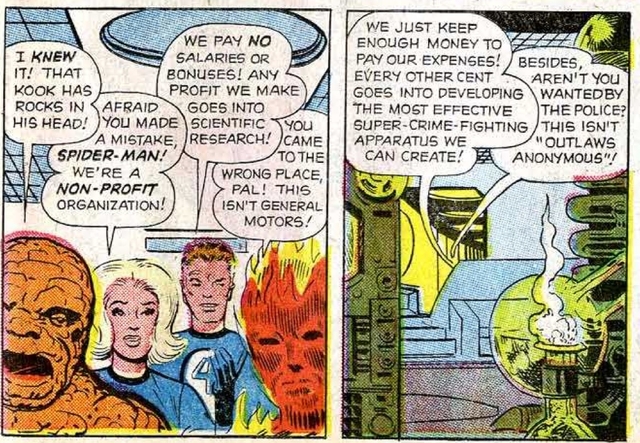 I KNEW
IT! THAT
KOOK HAS
ROCKS IN
HIS HEAD!
AFRAID
YOU MADE
A MISTAKE,
SPIDER-MAN!
WE'RE A
NON-PROFIT
ORGANIZATION!
WE PAY NO
SALARIES OR
BONUSES! ANY
PROFIT WE MAKE
GOES INTO
SCIENTIFIC
RESEARCH!
YOU
CAME
TO THE
WRONG PLACE,
PAL! THIS
ISN'T GENERAL
MOTORS!
4
WE JUST KEEP
ENOUGH MONEY TO
PAY OUR EXPENSES!
EVERY OTHER CENT
GOES INTO DEVELOPING
THE MOST EFFECTIVE
SUPER-CRIME-FIGHTING
APPARATUS WE
CAN CREATE!
BESIDES,
AREN'T YOU
WANTED BY
THE POLICE?
THIS ISN'T
"OUTLAWS
ANONYMOUS"!